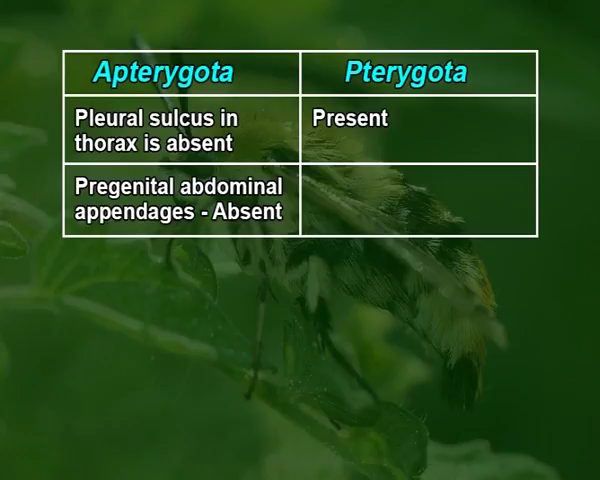 Apterygota Pterygota
Pleural sulcus in Present
thorax is absent
Pregenital abdominal
appendages - Absent